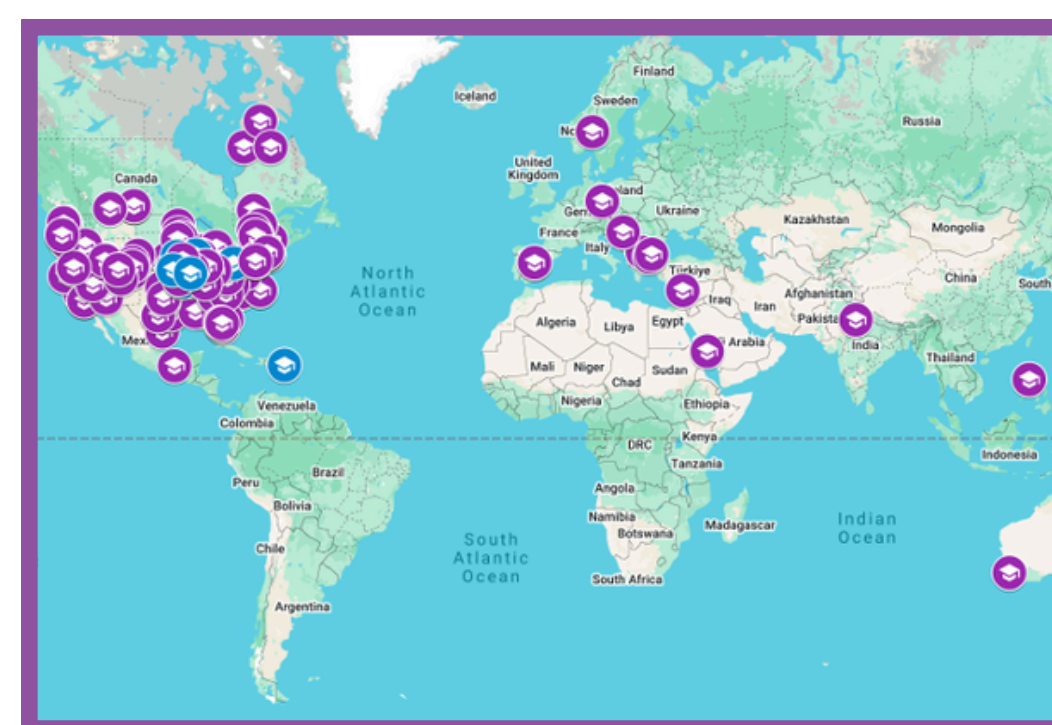 Finland
Iceland
Sweden
Russia
United
Kingdom
Canada
Ukraine
Kazakhstan
Mongolia
France
Italy
North
Atlantic
Ocean
Türkiye
China
South
Iraq
Iran
Afghanistan
Algeria
Libya
Egypt
Arabia
India
Mali
Niger
Chad
Sudan
Thailand
Venezuela
Nigeria
Ethiopia
Colombia
DRC
Kenya
Indonesia
Brazil
Tanzania
Peru
Angola
Bolivia
Namibia
Botswana
Madagascar
Indian
Ocean
South
Atlantic
Ocean
Chile
South Africa
Argentina